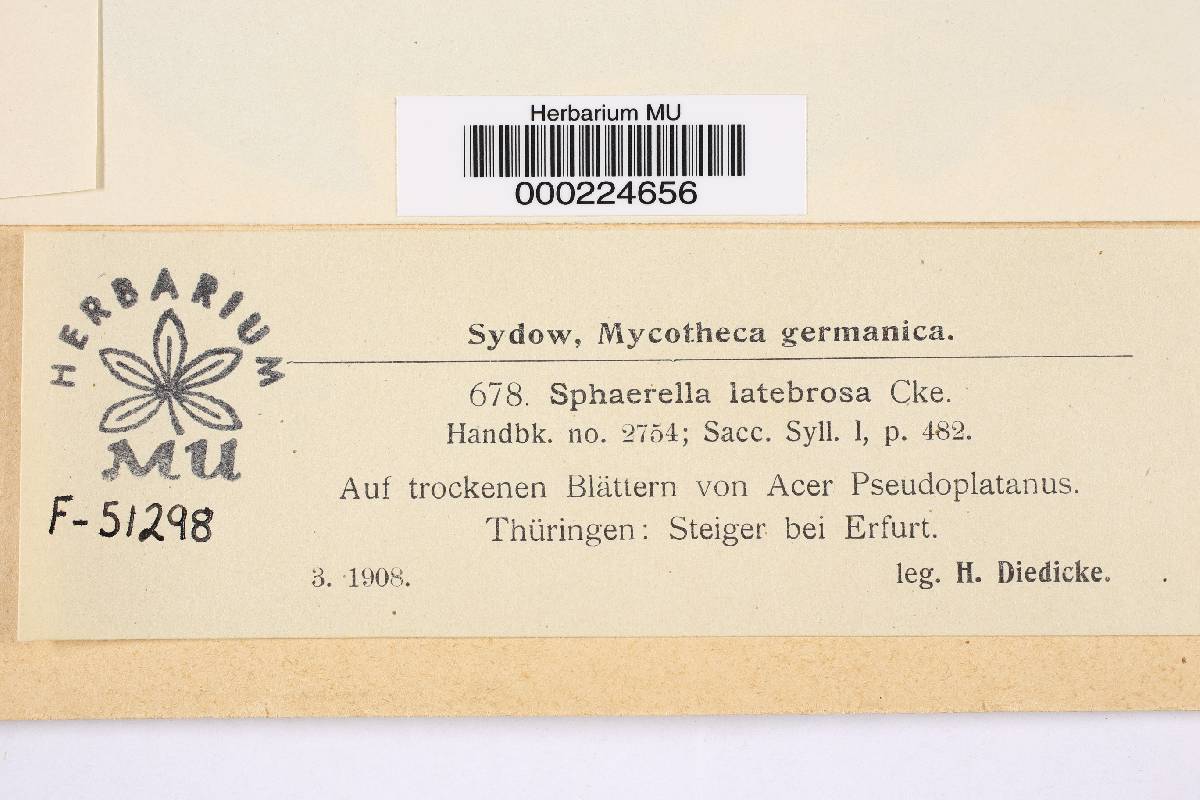 Herbarium MU
000224656
HERBARIUM
MU
F-51298
Sydow, Mycotheca germanica.
678. Sphaerella latebrosa Cke.
Handbk. no. 2754; Sacc. Syll. I, p. 482.
Auf trockenen Blättern von Acer Pseudoplatanus.
Thüringen: Steiger bei Erfurt.
3. 1908.
leg. H. Diedicke.